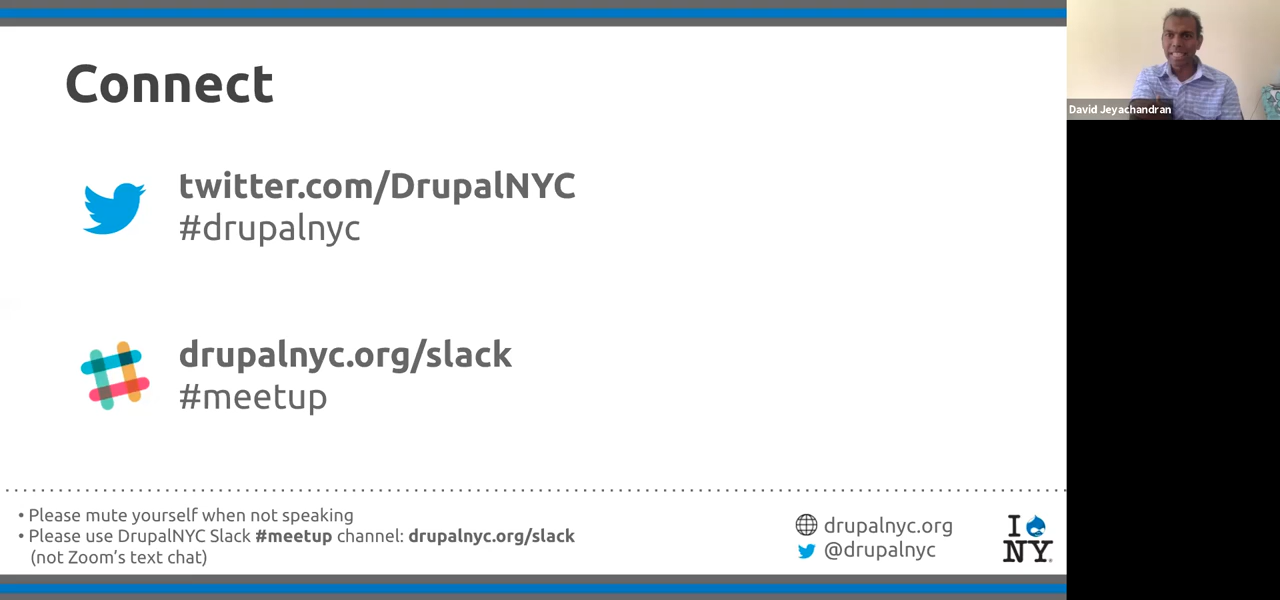 Connect
twitter.com/DrupalNYC
#drupalnyc
drupalnyc.org/slack
#meetup
• Please mute yourself when not speaking
• Please use DrupalNYC Slack #meetup channel: drupalnyc.org/slack
(not Zoom's text chat)
drupalnyc.org
@drupalnyc
I
NY
David Jeyachandran